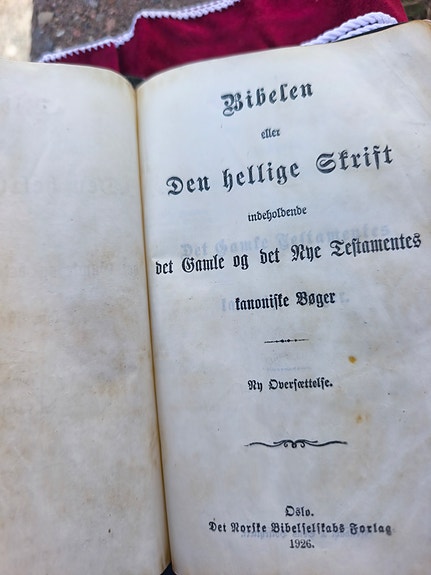 Bibelen
eller
Den hellige Skrift
indeholdende
det Gamle og det Nye Testamentes
kanoniske Bøger
Ny Oversættelse.
Oslo.
Det Norske Bibelselskabs Forlag
1926.